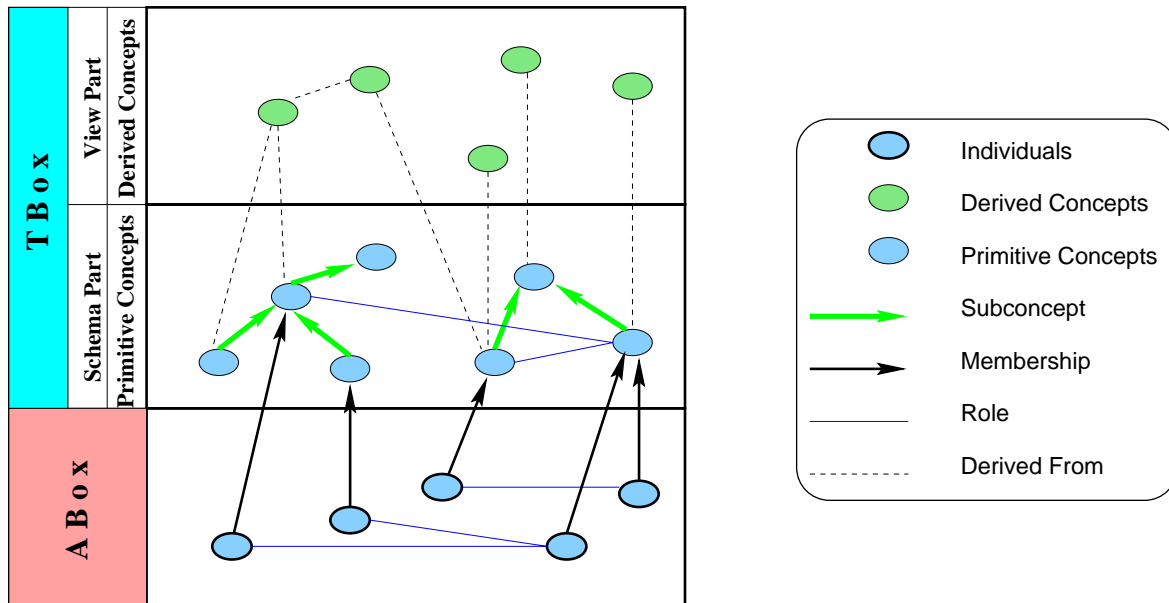 T B o x
View Part
Derived Concepts
Schema Part
Primitive Concepts
A B o x
Individuals
Derived Concepts
Primitive Concepts
Subconcept
Membership
Role
Derived From